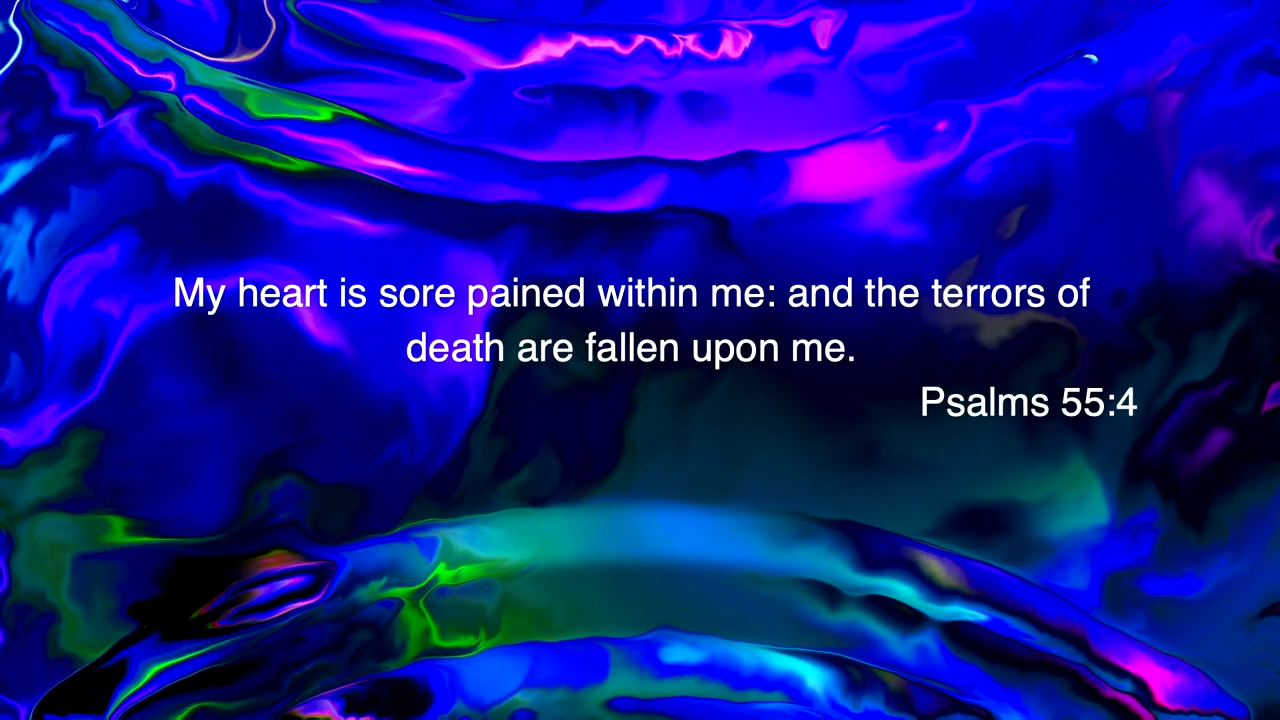 My heart is sore pained within me: and the terrors of
death are fallen upon me.
Psalms 55:4